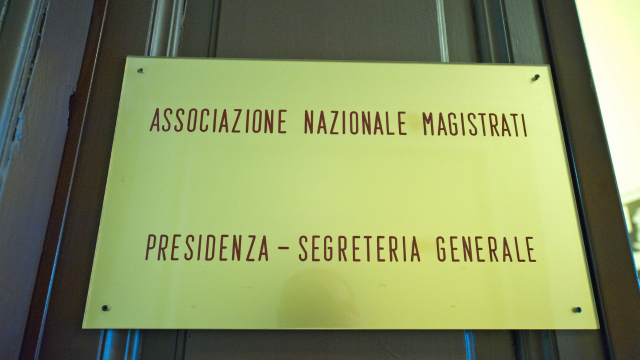 ASSOCIAZIONE NAZIONALE MAGISTRATI
PRESIDENZA – SEGRETERIA GENERALE